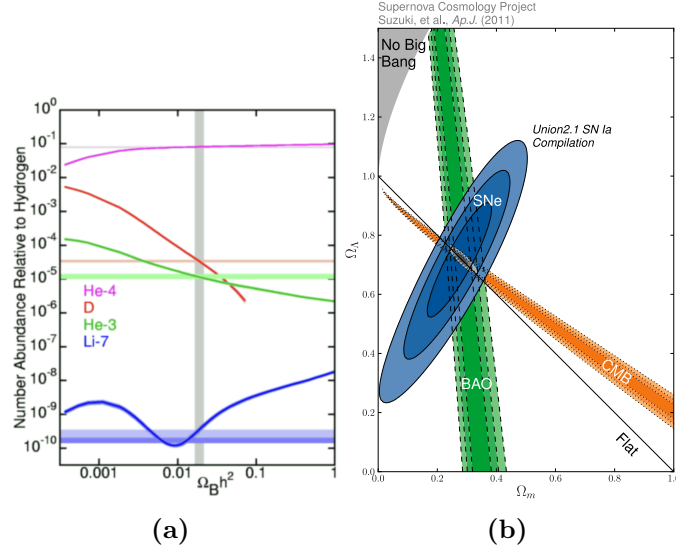 Number Abundance Relative to Hydrogen
10⁰
10⁻¹
10⁻²
10⁻³
10⁻⁴
10⁻⁵
10⁻⁶
10⁻⁷
10⁻⁸
10⁻⁹
10⁻¹⁰
He-4
D
He-3
Li-7
0.001
0.01
0.1
1
Ω_B h²
(a)
Supernova Cosmology Project
Suzuki, et al., Ap.J. (2011)
No Big
Bang
Union2.1 SN Ia
Compilation
SNe
BAO
CMB
Flat
Ω_Λ
1.4
1.2
1.0
0.8
0.6
0.4
0.2
0.0
0.0
0.2
0.4
0.6
0.8
1.0
Ω_m
(b)